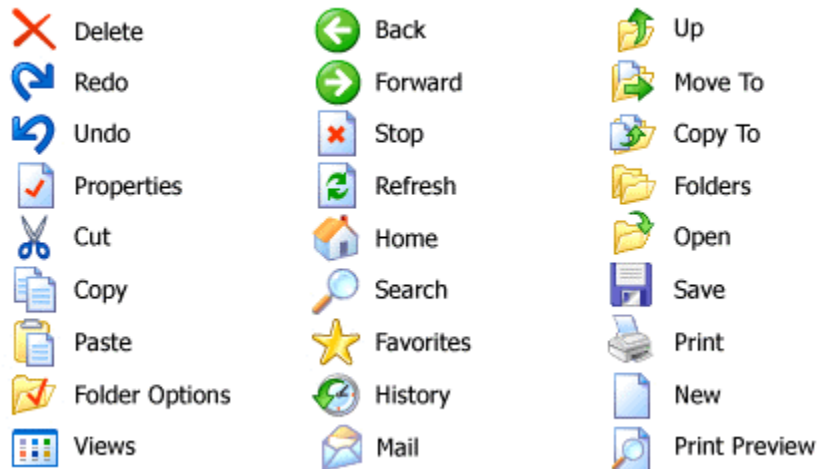 Delete
Redo
Undo
Properties
Cut
Copy
Paste
Folder Options
Views
Back
Forward
Stop
Refresh
Home
Search
Favorites
History
Mail
Up
Move To
Copy To
Folders
Open
Save
Print
New
Print Preview